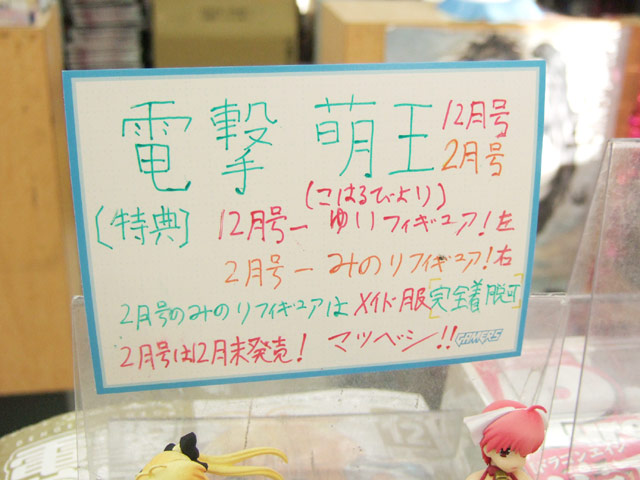 電撃 萌王 12月号
2月号
(こはるびより)
[特典] 12月号ー ゆりフィギュア!左
2月号ーみのりフィギュア!右
2月号のみのりフィギュアはメイド服[完全着脱可]
2月号は12月末発売! マツベシ!!
GAMERS